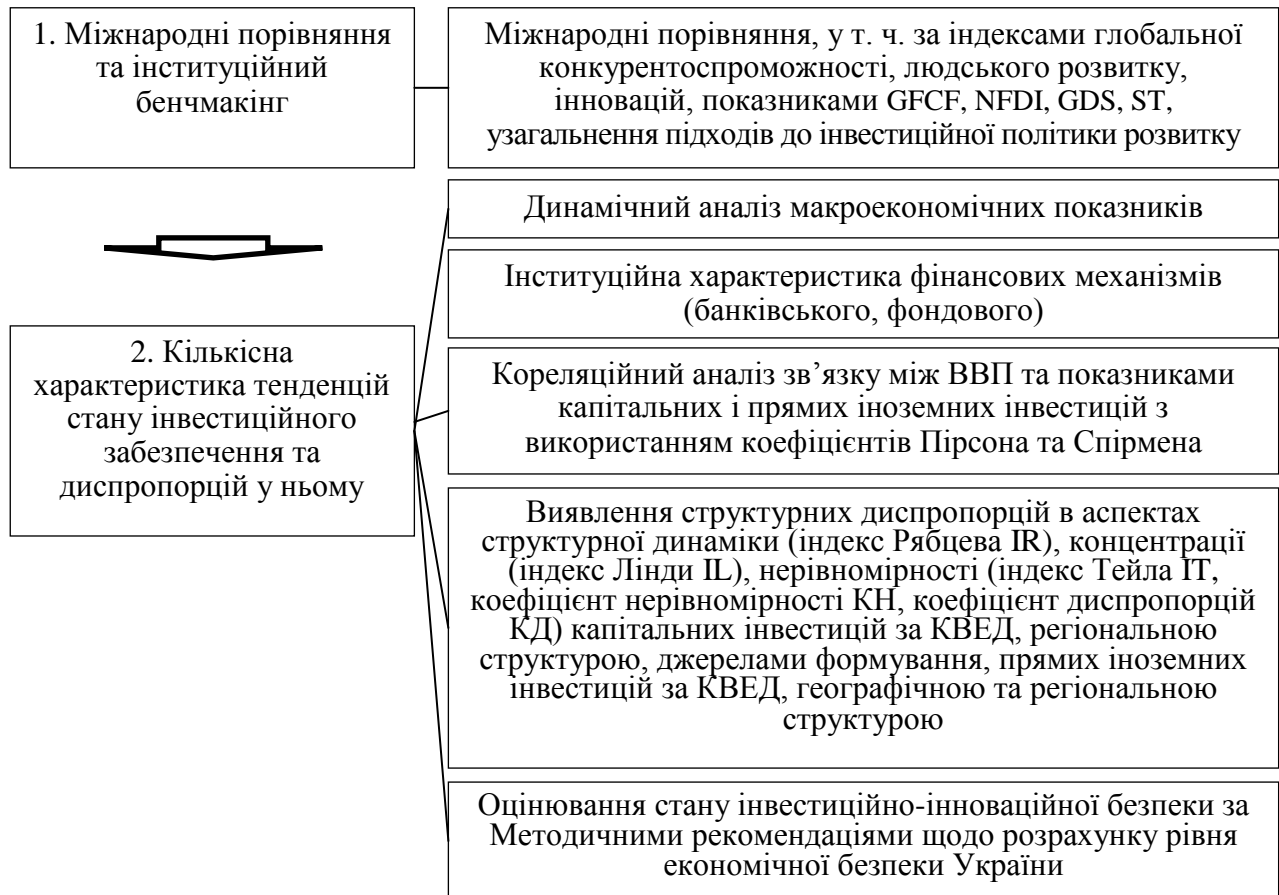 1. Міжнародні порівняння
та інституційний
бенчмакінг
Міжнародні порівняння, у т. ч. за індексами глобальної
конкурентоспроможності, людського розвитку,
інновацій, показниками GFCF, NFDI, GDS, ST,
узагальнення підходів до інвестиційної політики розвитку
2. Кількісна
характеристика тенденцій
стану інвестиційного
забезпечення та
диспропорцій у ньому
Динамічний аналіз макроекономічних показників
Інституційна характеристика фінансових механізмів
(банківського, фондового)
Кореляційний аналіз зв’язку між ВВП та показниками
капітальних і прямих іноземних інвестицій з
використанням коефіцієнтів Пірсона та Спірмена
Виявлення структурних диспропорцій в аспектах
структурної динаміки (індекс Рябцева IR), концентрації
(індекс Лінди IL), нерівномірності (індекс Тейла IT,
коефіцієнт нерівномірності КН, коефіцієнт диспропорцій
КД) капітальних інвестицій за КВЕД, регіональною
структурою, джерелами формування, прямих іноземних
інвестицій за КВЕД, географічною та регіональною
структурою
Оцінювання стану інвестиційно-інноваційної безпеки за
Методичними рекомендаціями щодо розрахунку рівня
економічної безпеки України